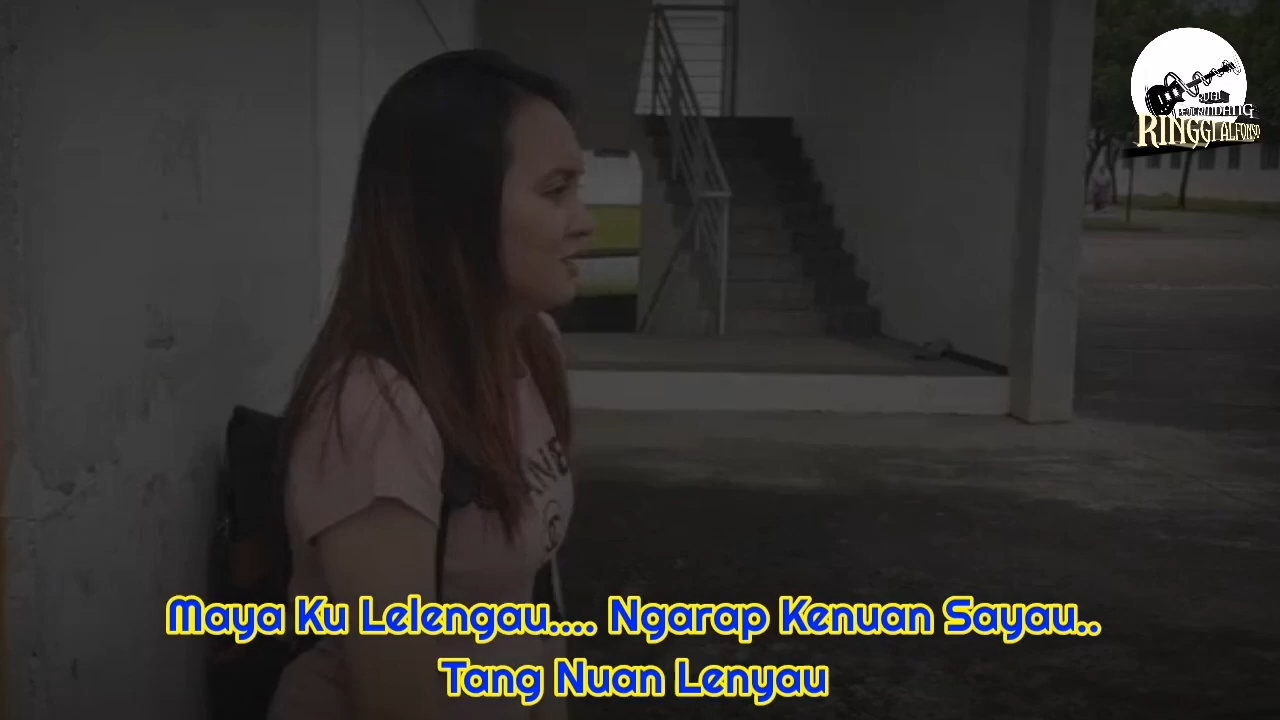 RINGGI ALFONSO
Maya Ku Lelengau.... Ngarap Kenuan Sayau..
Tang Nuan Lenyau